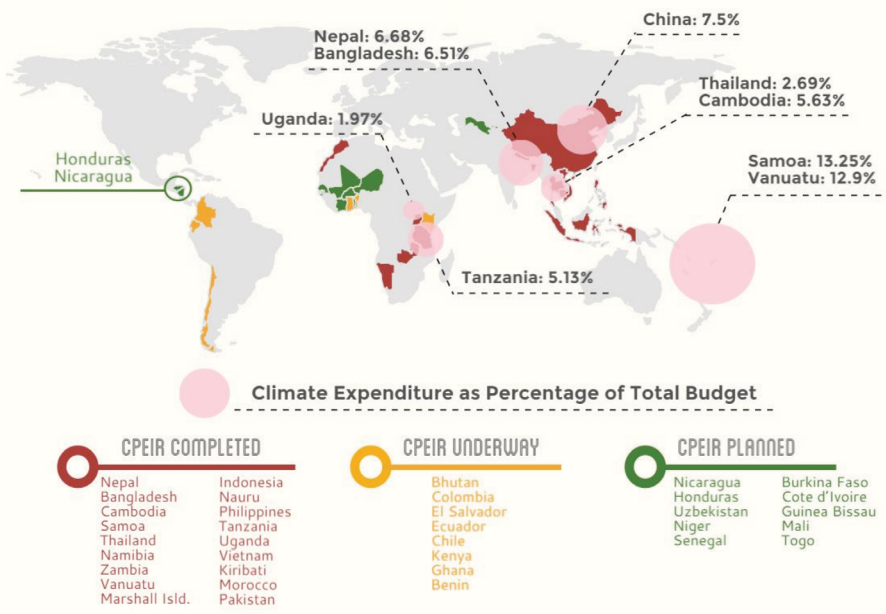 China: 7.5%
Nepal: 6.68%
Bangladesh: 6.51%
Thailand: 2.69%
Cambodia: 5.63%
Uganda: 1.97%
Honduras
Nicaragua
Samoa: 13.25%
Vanuatu: 12.9%
Tanzania: 5.13%
Climate Expenditure as Percentage of Total Budget
CPEIR COMPLETED
Nepal
Bangladesh
Cambodia
Samoa
Thailand
Namibia
Zambia
Vanuatu
Marshall Isld.
Indonesia
Nauru
Philippines
Tanzania
Uganda
Vietnam
Kiribati
Morocco
Pakistan
CPEIR UNDERWAY
Bhutan
Colombia
El Salvador
Ecuador
Chile
Kenya
Ghana
Benin
CPEIR PLANNED
Nicaragua
Honduras
Uzbekistan
Niger
Senegal
Burkina Faso
Cote d'Ivoire
Guinea Bissau
Mali
Togo